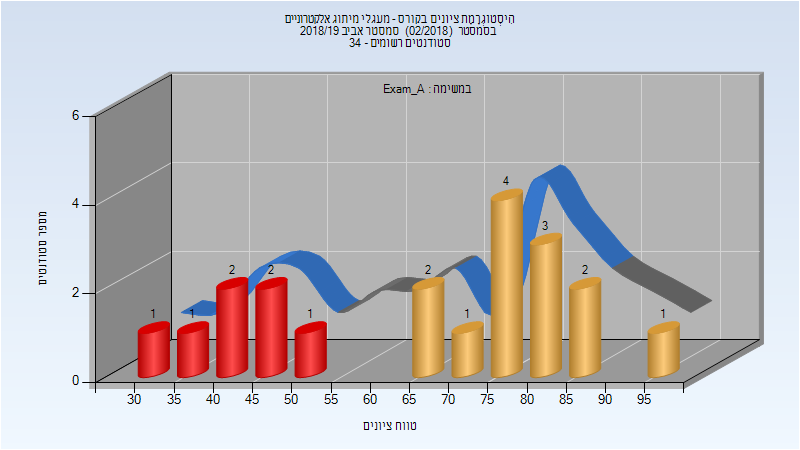 היסטוגרמת ציונים בקורס - מעגלי מיתוג אלקטרוניים
בסמסטר (02/2018) סמסטר אביב 2018/19
סטודנטים רשומים - 34
במשימה : Exam_A
מספר סטודנטים
6
4
2
0
1
1
2
2
1
2
1
4
3
2
1
30 35 40 45 50 55 60 65 70 75 80 85 90 95
טווח ציונים